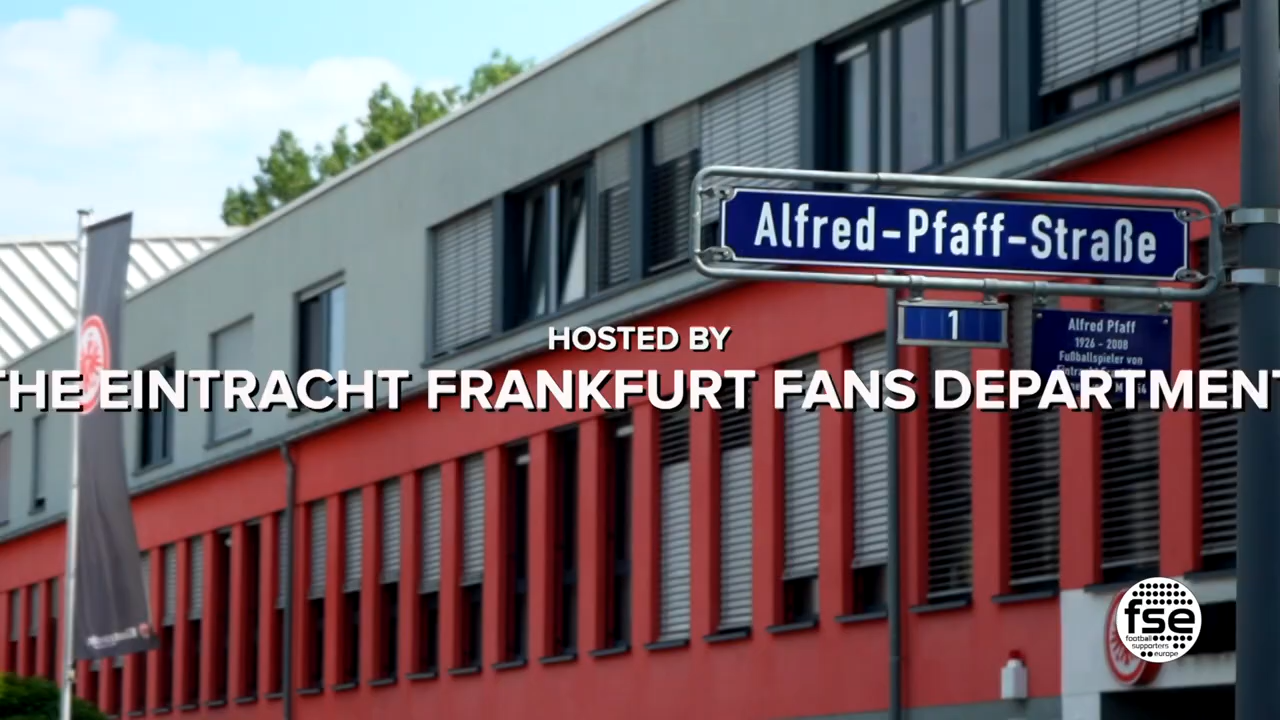 Alfred-Pfaff-Straße
1
Alfred Pfaff
1926 - 2008
Fußballspieler von
HOSTED BY
THE EINTRACHT FRANKFURT FANS DEPARTMENT
fse
football
supporters
europe